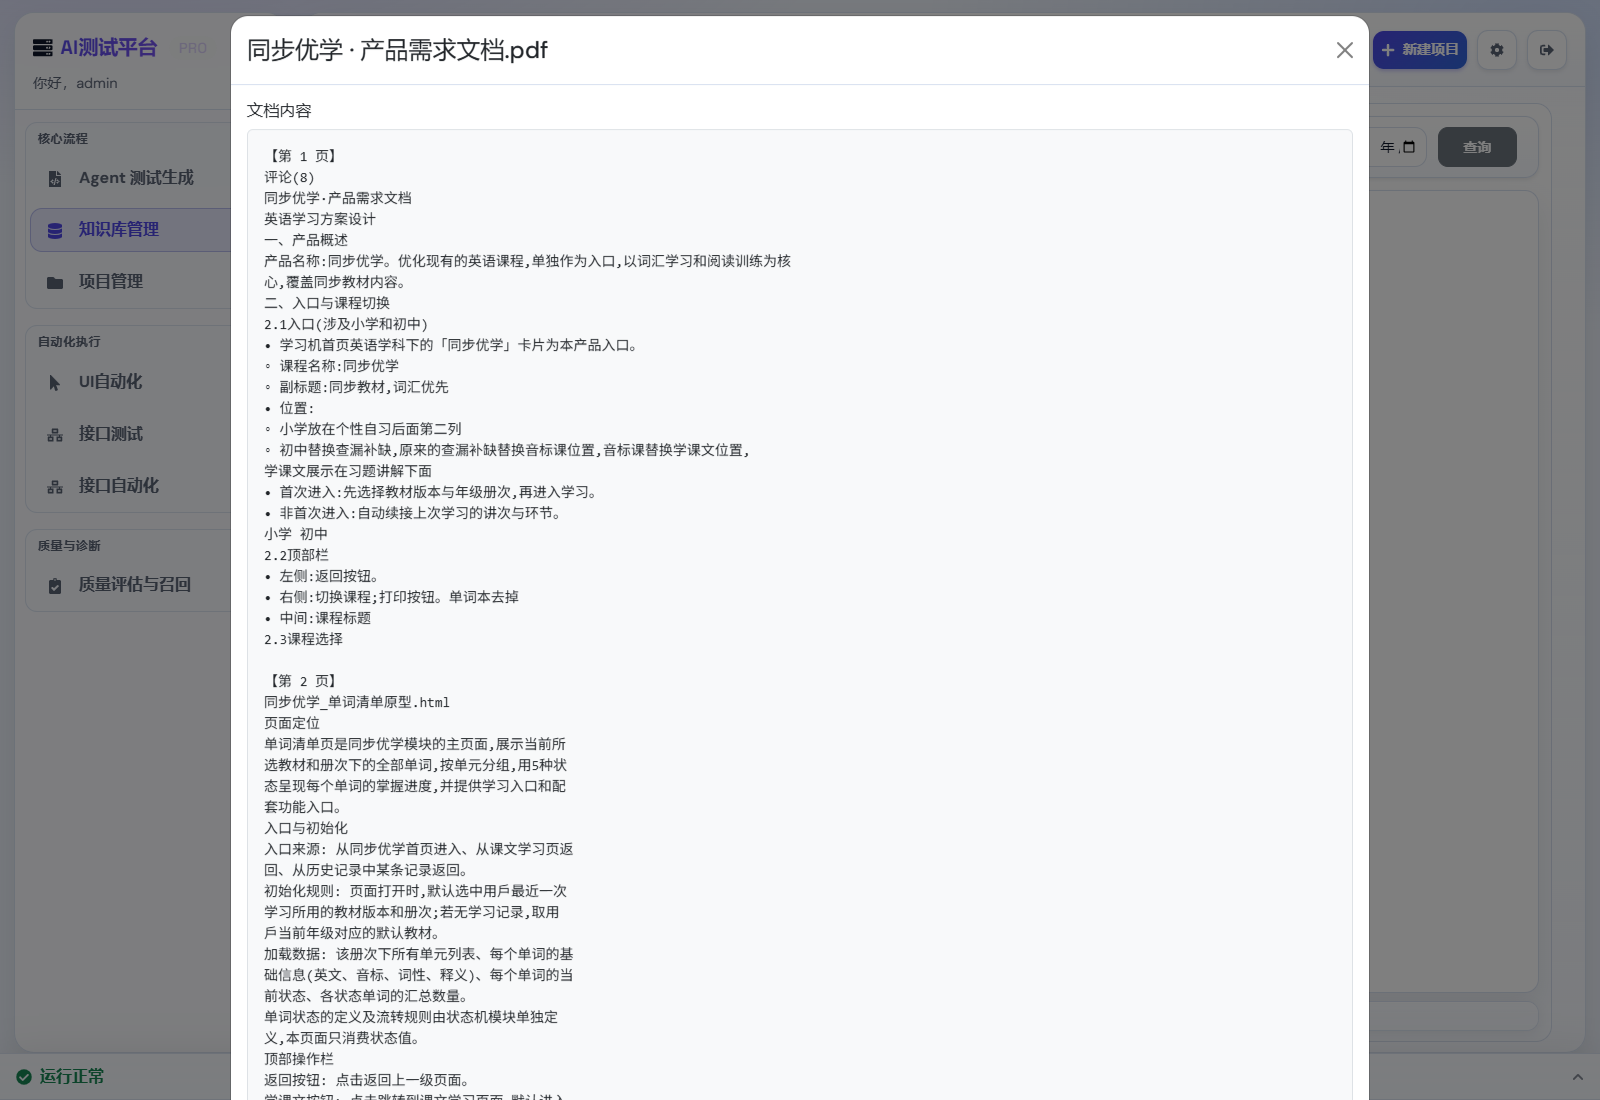 AI测试平台 PRO
你好，admin
核心流程
Agent 测试生成
知识库管理
项目管理
自动化执行
UI自动化
接口测试
接口自动化
质量与诊断
质量评估与召回
运行正常
新建项目
年
查询
同步优学 · 产品需求文档.pdf
文档内容
【第 1 页】
评论(8)
同步优学·产品需求文档
英语学习方案设计
一、产品概述
产品名称:同步优学。优化现有的英语课程,单独作为入口,以词汇学习和阅读训练为核
心,覆盖同步教材内容。
二、入口与课程切换
2.1入口(涉及小学和初中)
• 学习机首页英语学科下的「同步优学」卡片为本产品入口。
◦ 课程名称:同步优学
◦ 副标题:同步教材,词汇优先
• 位置:
◦ 小学放在个性自习后面第二列
◦ 初中替换查漏补缺,原来的查漏补缺替换音标课位置,音标课替换学课文位置,
学课文展示在习题讲解下面
• 首次进入:先选择教材版本与年级册次,再进入学习。
• 非首次进入:自动续接上次学习的讲次与环节。
小学 初中
2.2顶部栏
• 左侧:返回按钮。
• 右侧:切换课程;打印按钮。单词本去掉
• 中间:课程标题
2.3课程选择
【第 2 页】
同步优学_单词清单原型.html
页面定位
单词清单页是同步优学模块的主页面,展示当前所
选教材和册次下的全部单词,按单元分组,用5种状
态呈现每个单词的掌握进度,并提供学习入口和配
套功能入口。
入口与初始化
入口来源: 从同步优学首页进入、从课文学习页返
回、从历史记录中某条记录返回。
初始化规则: 页面打开时,默认选中用戶最近一次
学习所用的教材版本和册次;若无学习记录,取用
戶当前年级对应的默认教材。
加载数据: 该册次下所有单元列表、每个单词的基
础信息(英文、音标、词性、释义)、每个单词的当
前状态、各状态单词的汇总数量。
单词状态的定义及流转规则由状态机模块单独定
义,本页面只消费状态值。
顶部操作栏
返回按钮: 点击返回上一级页面。
学课文按钮: 点击跳转到课文学习页面,默认进入